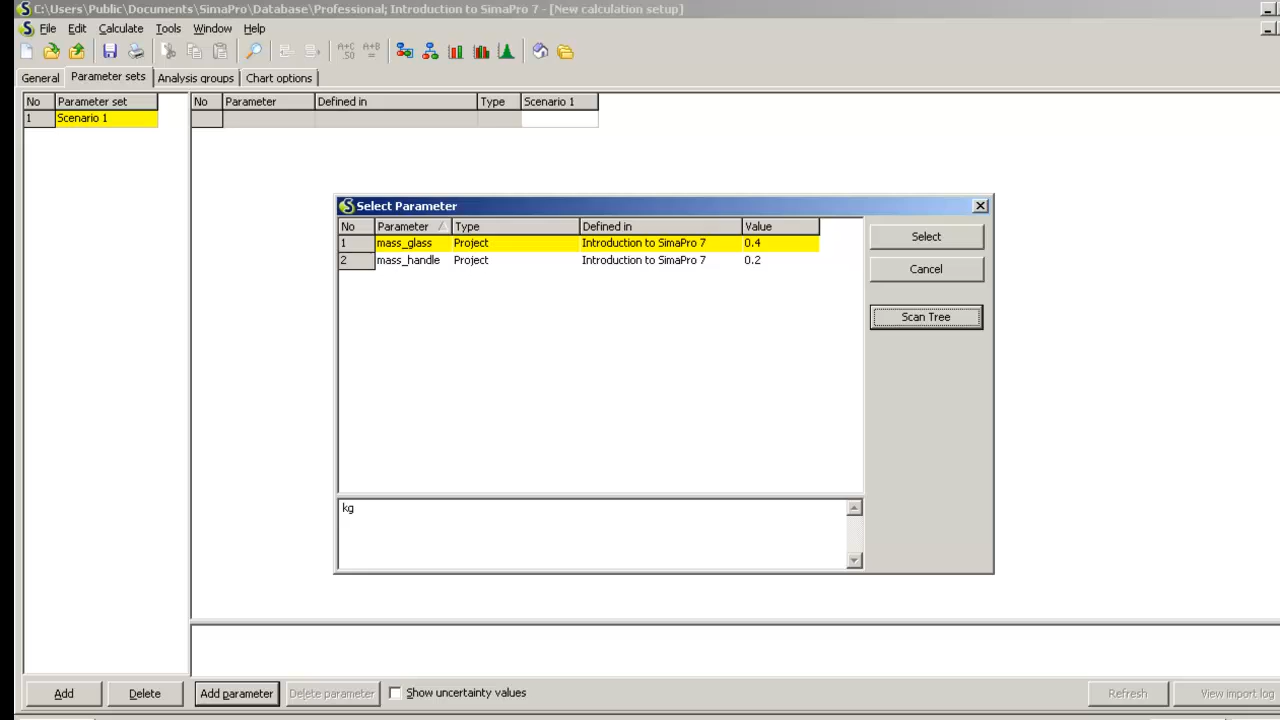 C:\Users\Public\Documents\SimaPro\Database\Professional; Introduction to SimaPro 7 - [New calculation setup]
File Edit Calculate Tools Window Help
A+C .50 A+B =
General Parameter sets Analysis groups Chart options
No Parameter set No Parameter Defined in Type Scenario 1
1 Scenario 1
Select Parameter
No Parameter Type Defined in Value
1 mass_glass Project Introduction to SimaPro 7 0.4
2 mass_handle Project Introduction to SimaPro 7 0.2
Select
Cancel
Scan Tree
kg
Add Delete Add parameter Delete parameter Show uncertainty values Refresh View import log